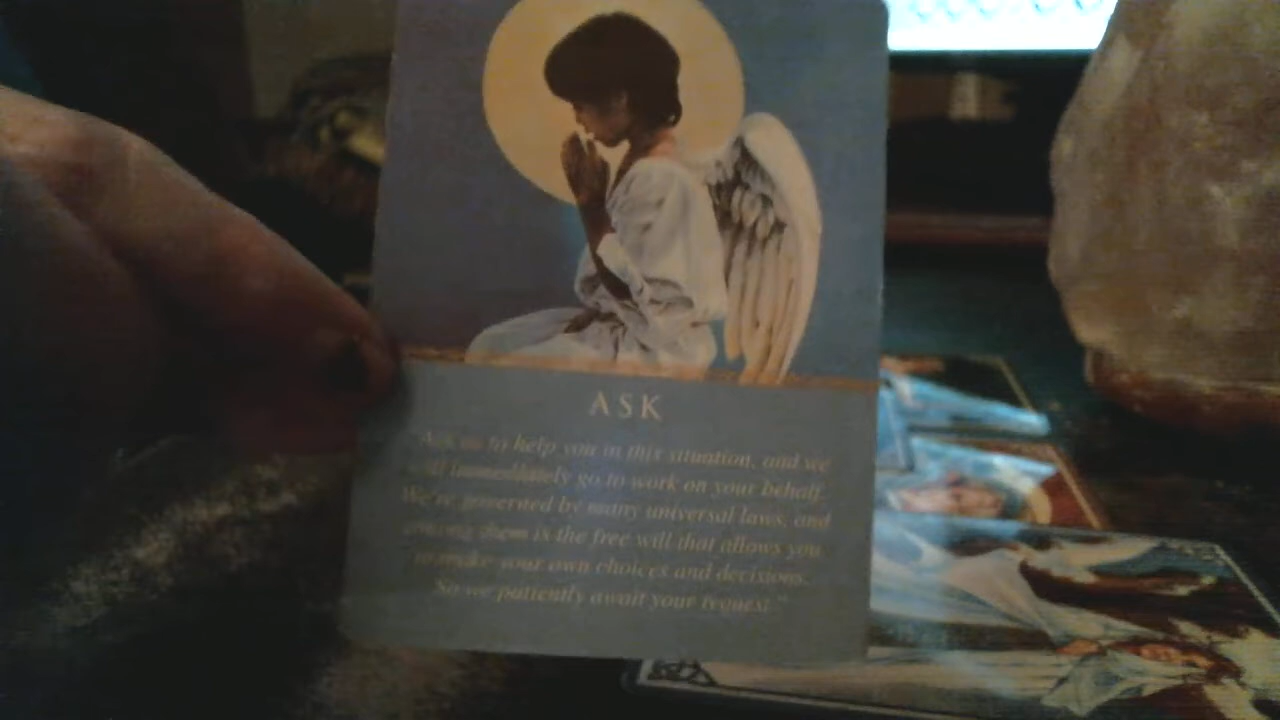 ASK
"Ask us to help you in this situation, and we
will immediately go to work on your behalf.
We're governed by many universal laws, and
among them is the free will that allows you
to make your own choices and decisions.
So we patiently await your request."